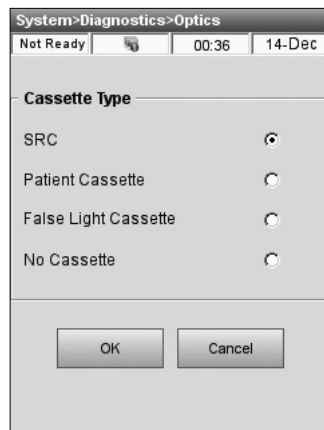 System>Diagnostics>Optics
Not Ready 00:36 14-Dec
Cassette Type
SRC
Patient Cassette
False Light Cassette
No Cassette
OK Cancel